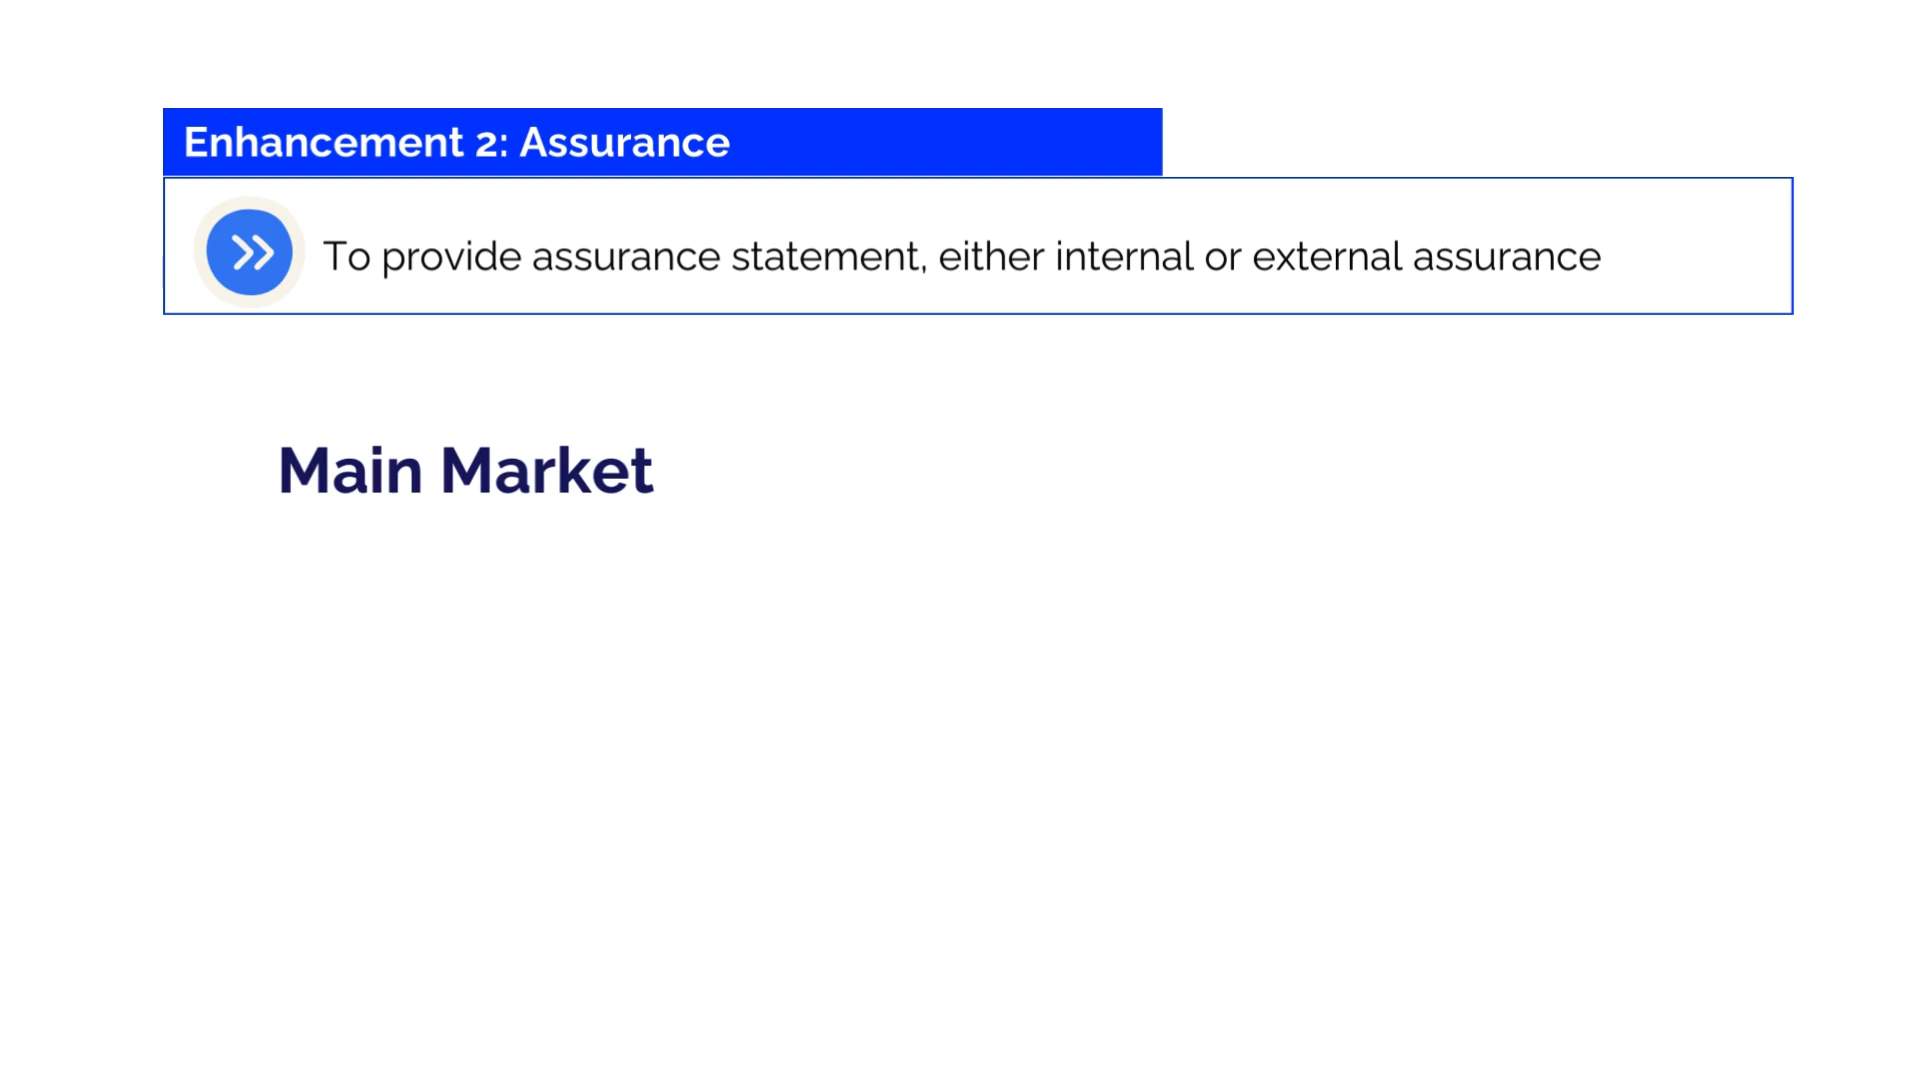 Enhancement 2: Assurance
To provide assurance statement, either internal or external assurance
Main Market